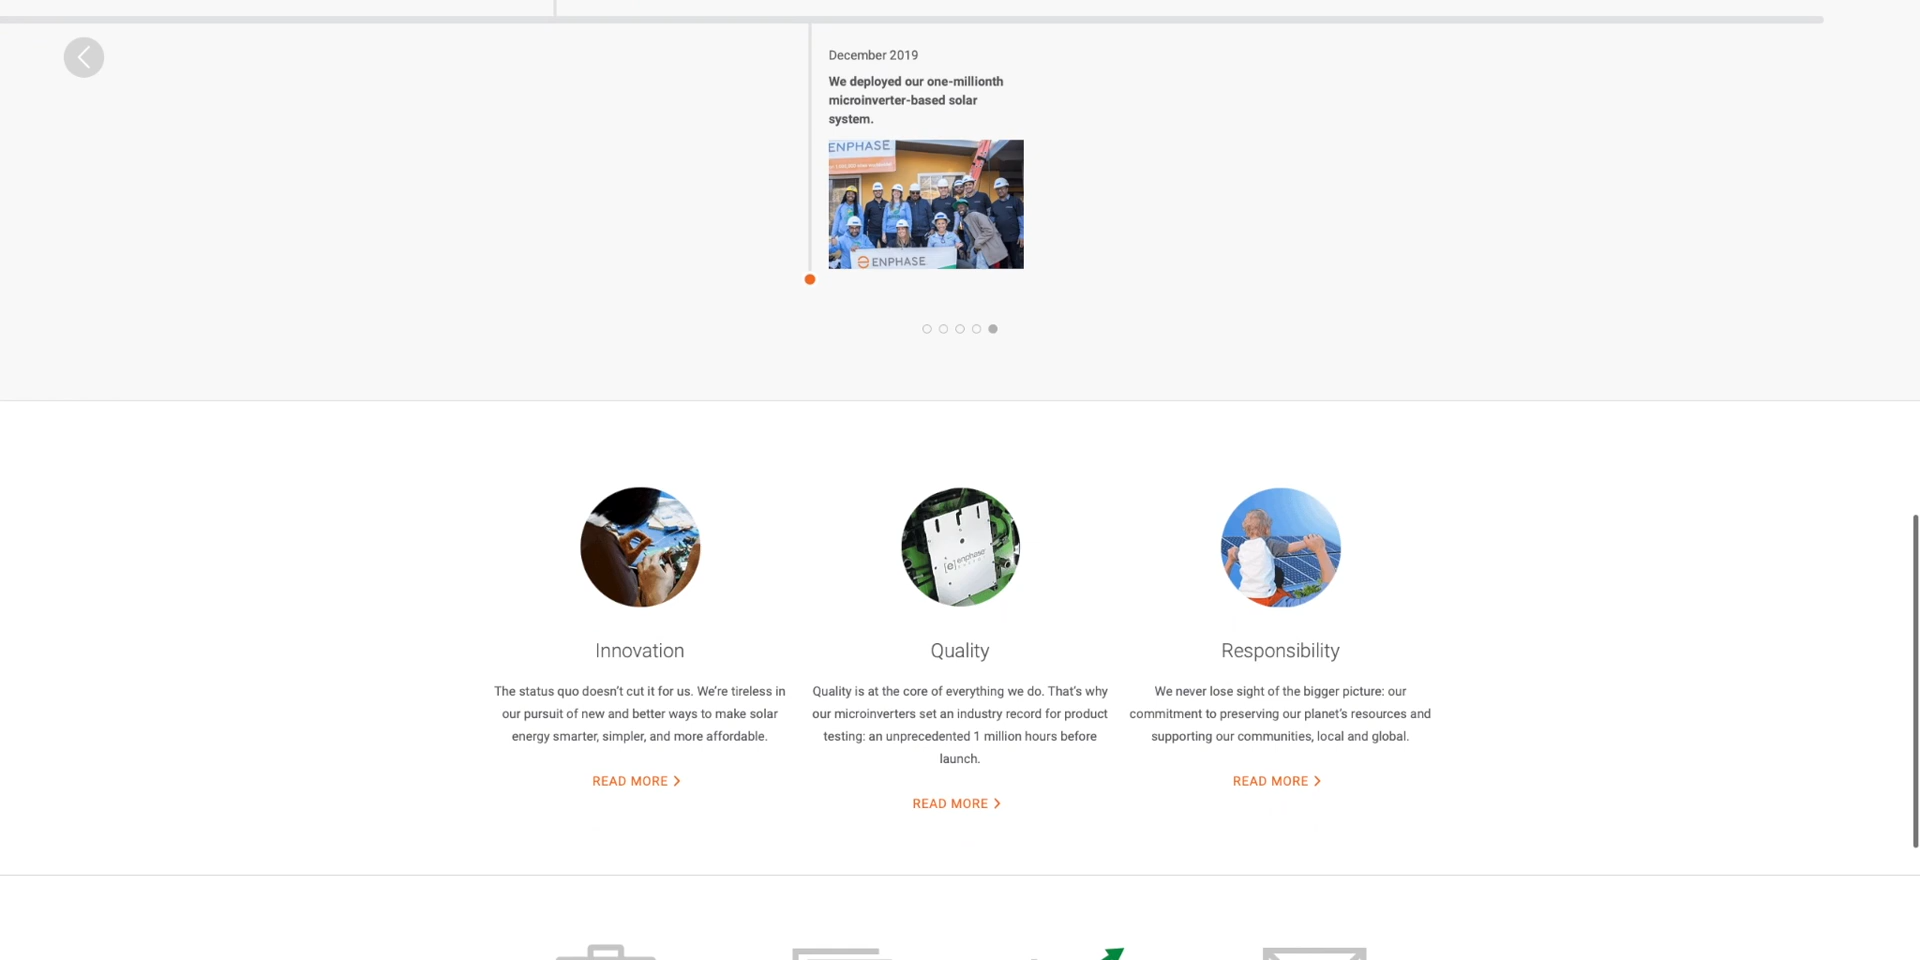 December 2019
We deployed our one-millionth
microinverter-based solar
system.
ENPHASE
ENPHASE
Innovation
Quality
Responsibility
The status quo doesn’t cut it for us. We’re tireless in
our pursuit of new and better ways to make solar
energy smarter, simpler, and more affordable.
READ MORE
enphase
Quality is at the core of everything we do. That’s why
our microinverters set an industry record for product
testing: an unprecedented 1 million hours before
launch.
READ MORE
We never lose sight of the bigger picture: our
commitment to preserving our planet’s resources and
supporting our communities, local and global.
READ MORE